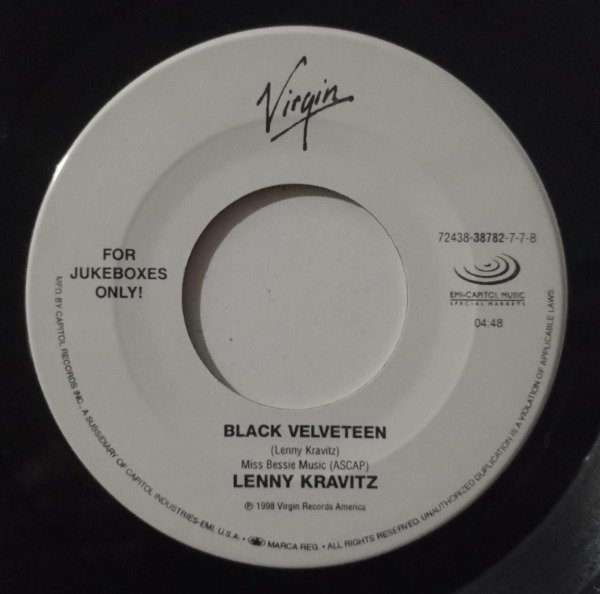 Virgin
FOR
JUKEBOXES
ONLY!
72438-38782-7-7-B
EMI-CAPITOL MUSIC
SPECIAL MARKETS
04:48
BLACK VELVETEEN
(Lenny Kravitz)
Miss Bessie Music (ASCAP)
LENNY KRAVITZ
℗ 1998 Virgin Records America
MFD. BY CAPITOL RECORDS INC., A SUBSIDIARY OF CAPITOL INDUSTRIES-EMI, U.S.A. • MARCA REG. • ALL RIGHTS RESERVED. UNAUTHORIZED DUPLICATION IS A VIOLATION OF APPLICABLE LAWS